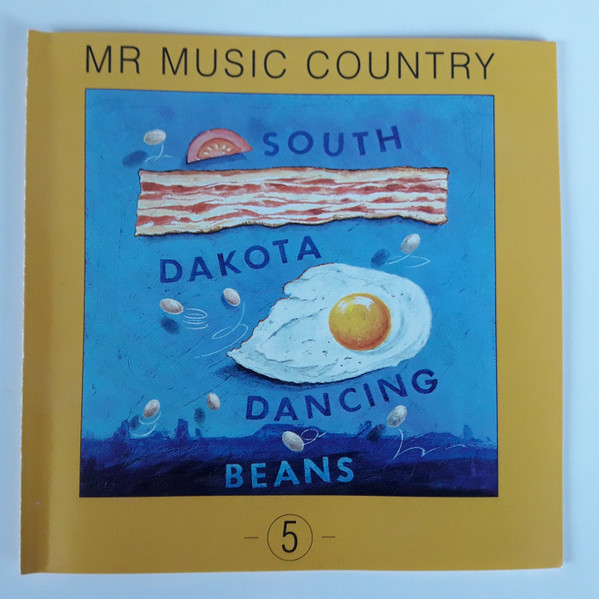 MR MUSIC COUNTRY
SOUTH
DAKOTA
DANCING
BEANS
-5-